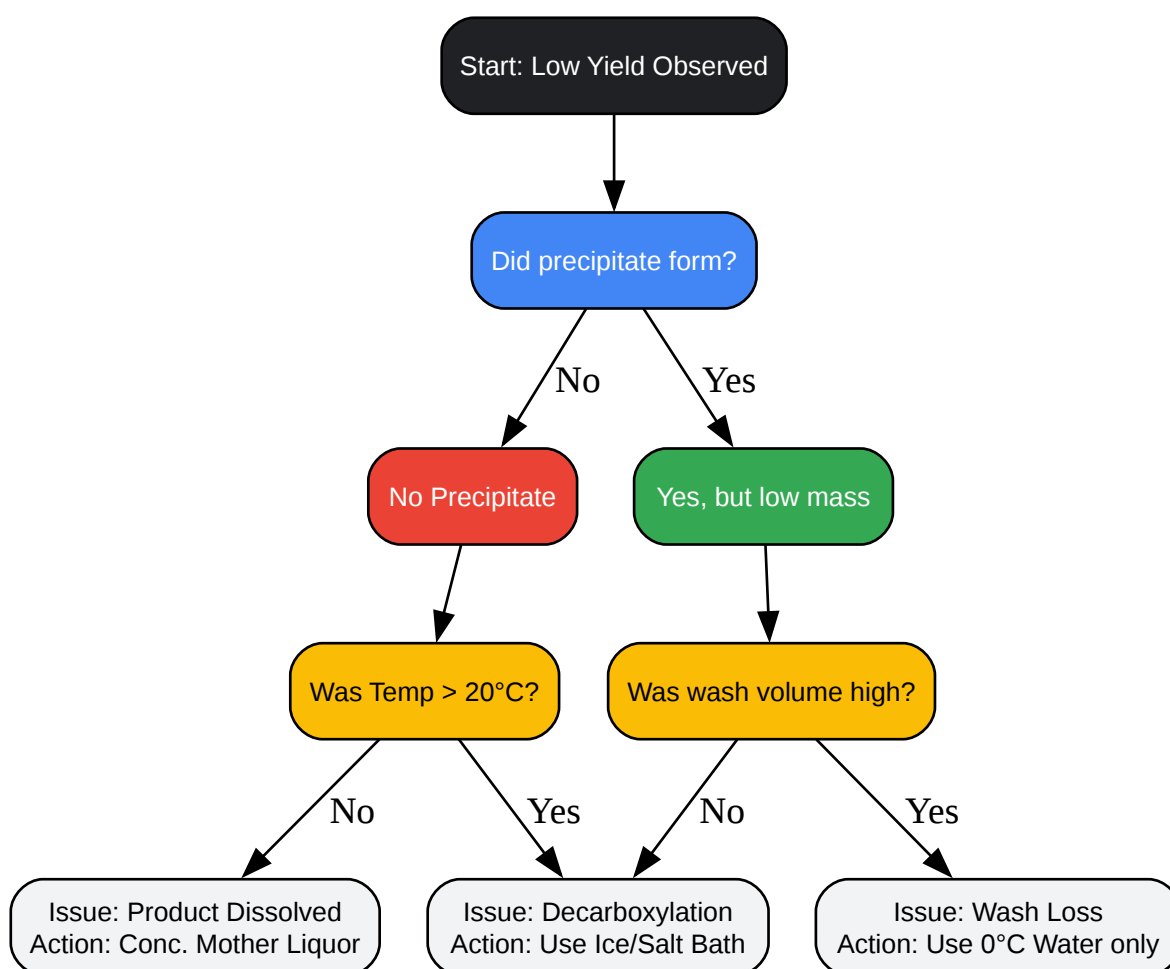 Start: Low Yield Observed
Did precipitate form?
No
Yes
No Precipitate
Yes, but low mass
Was Temp > 20°C?
Was wash volume high?
No
Yes
No
Yes
Issue: Product Dissolved
Action: Conc. Mother Liquor
Issue: Decarboxylation
Action: Use Ice/Salt Bath
Issue: Wash Loss
Action: Use 0°C Water only